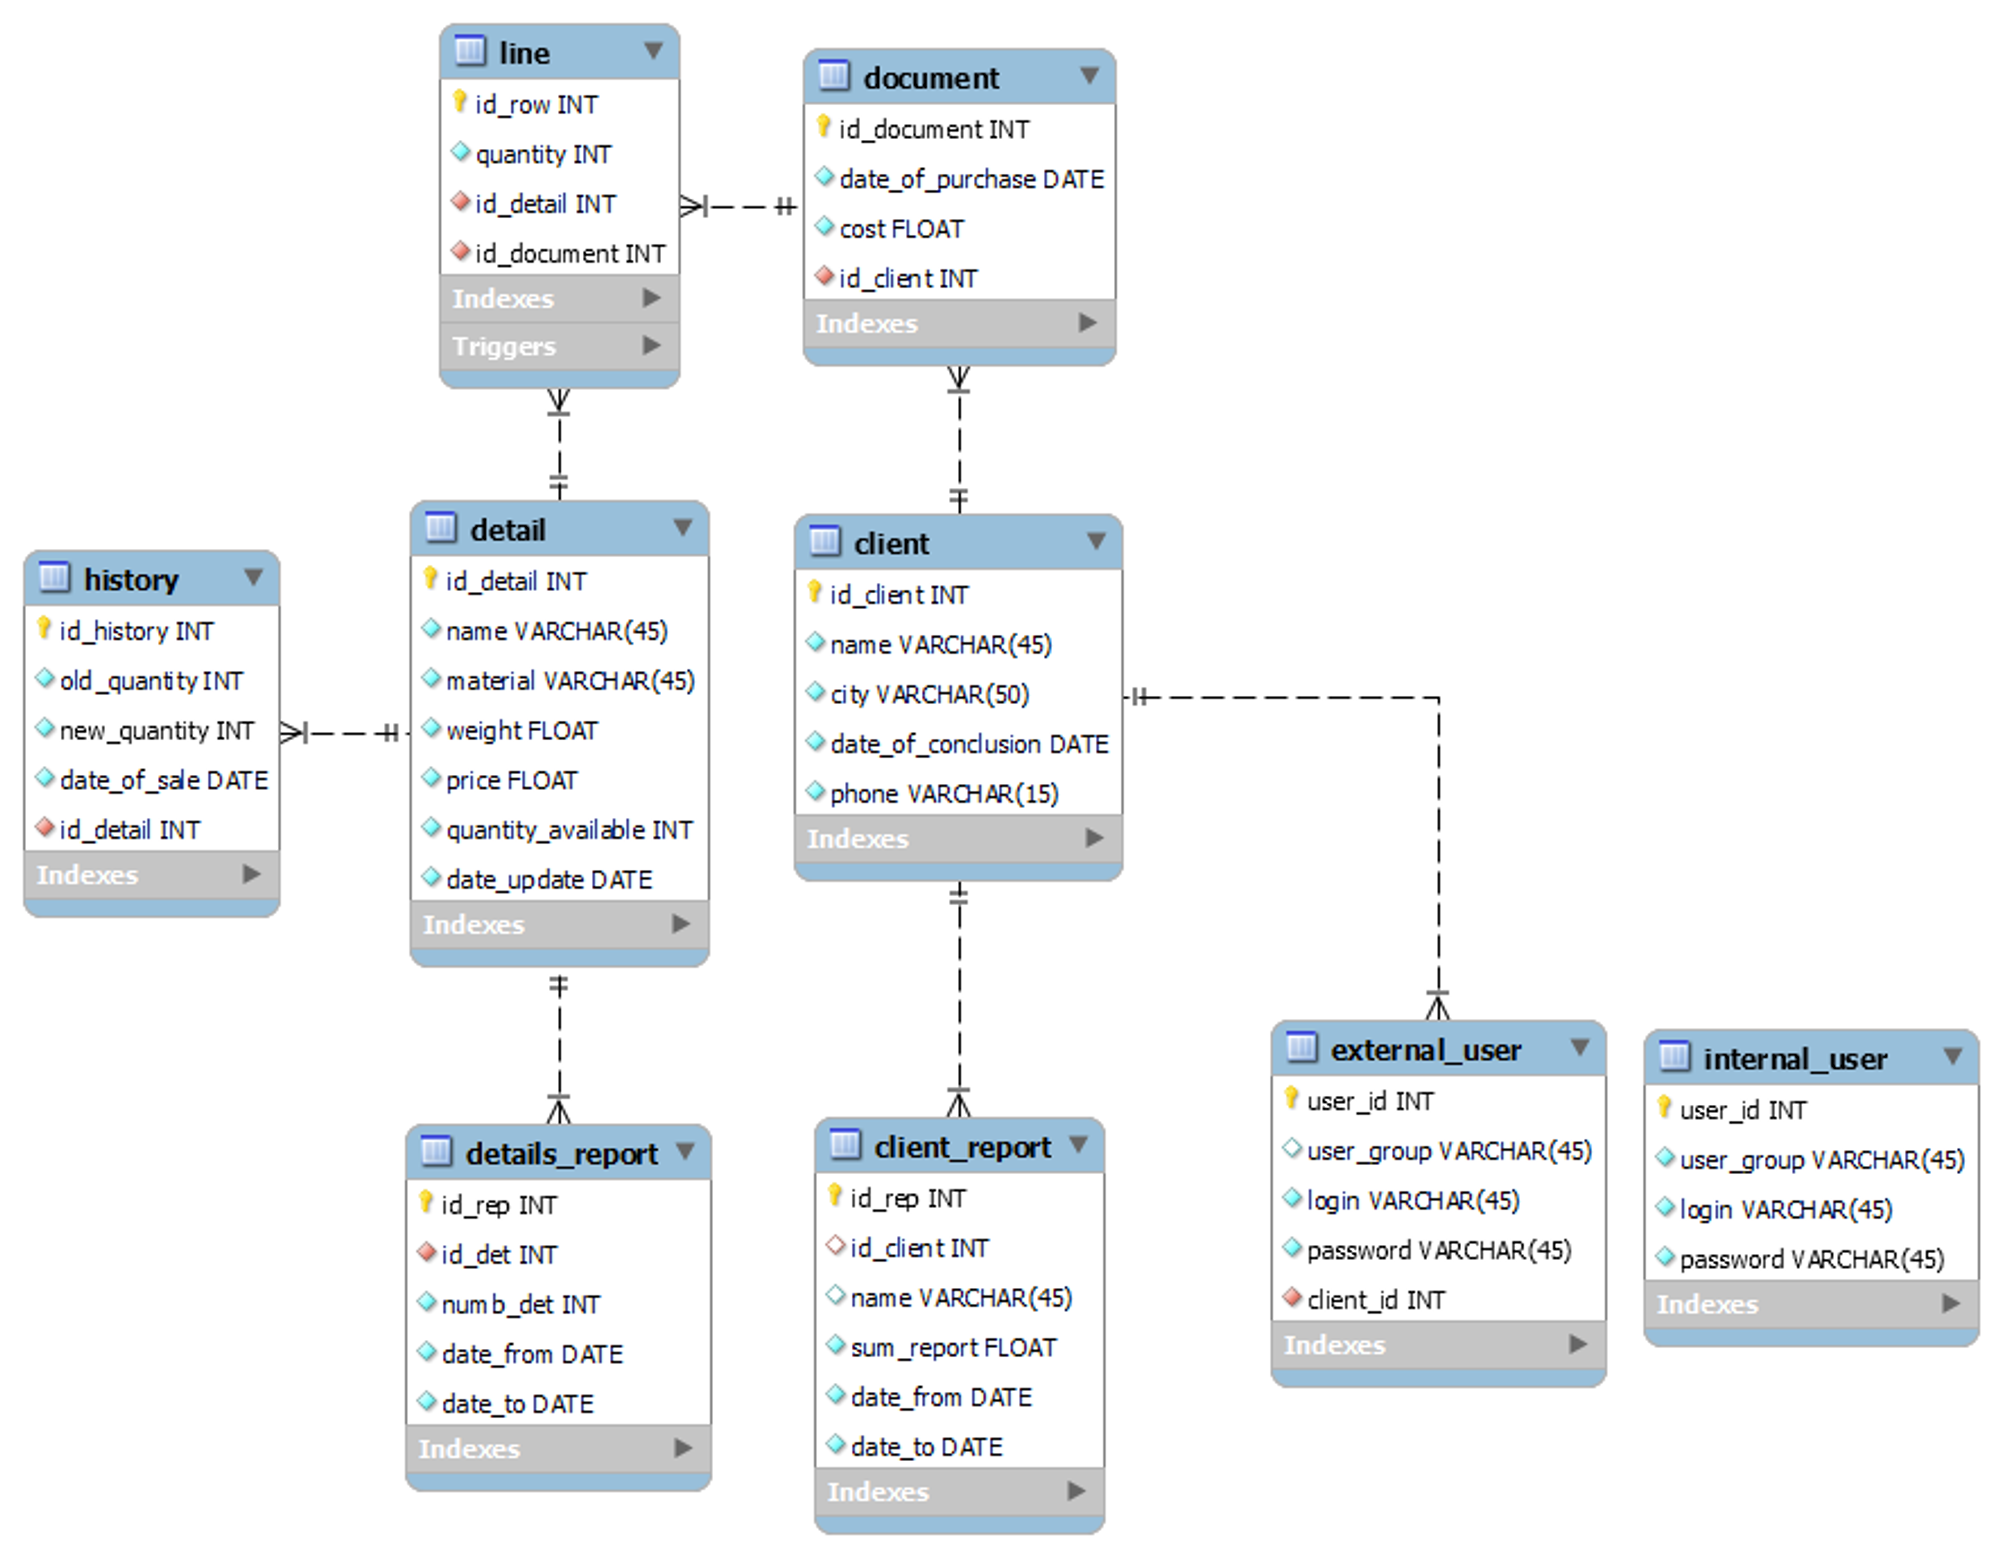 line
id_row INT
quantity INT
id_detail INT
id_document INT
Indexes
Triggers
document
id_document INT
date_of_purchase DATE
cost FLOAT
id_client INT
Indexes
history
id_history INT
old_quantity INT
new_quantity INT
date_of_sale DATE
id_detail INT
Indexes
detail
id_detail INT
name VARCHAR(45)
material VARCHAR(45)
weight FLOAT
price FLOAT
quantity_available INT
date_update DATE
Indexes
client
id_client INT
name VARCHAR(45)
city VARCHAR(50)
date_of_conclusion DATE
phone VARCHAR(15)
Indexes
details_report
id_rep INT
id_det INT
numb_det INT
date_from DATE
date_to DATE
Indexes
client_report
id_rep INT
id_client INT
name VARCHAR(45)
sum_report FLOAT
date_from DATE
date_to DATE
Indexes
external_user
user_id INT
user_group VARCHAR(45)
login VARCHAR(45)
password VARCHAR(45)
client_id INT
Indexes
internal_user
user_id INT
user_group VARCHAR(45)
login VARCHAR(45)
password VARCHAR(45)
Indexes